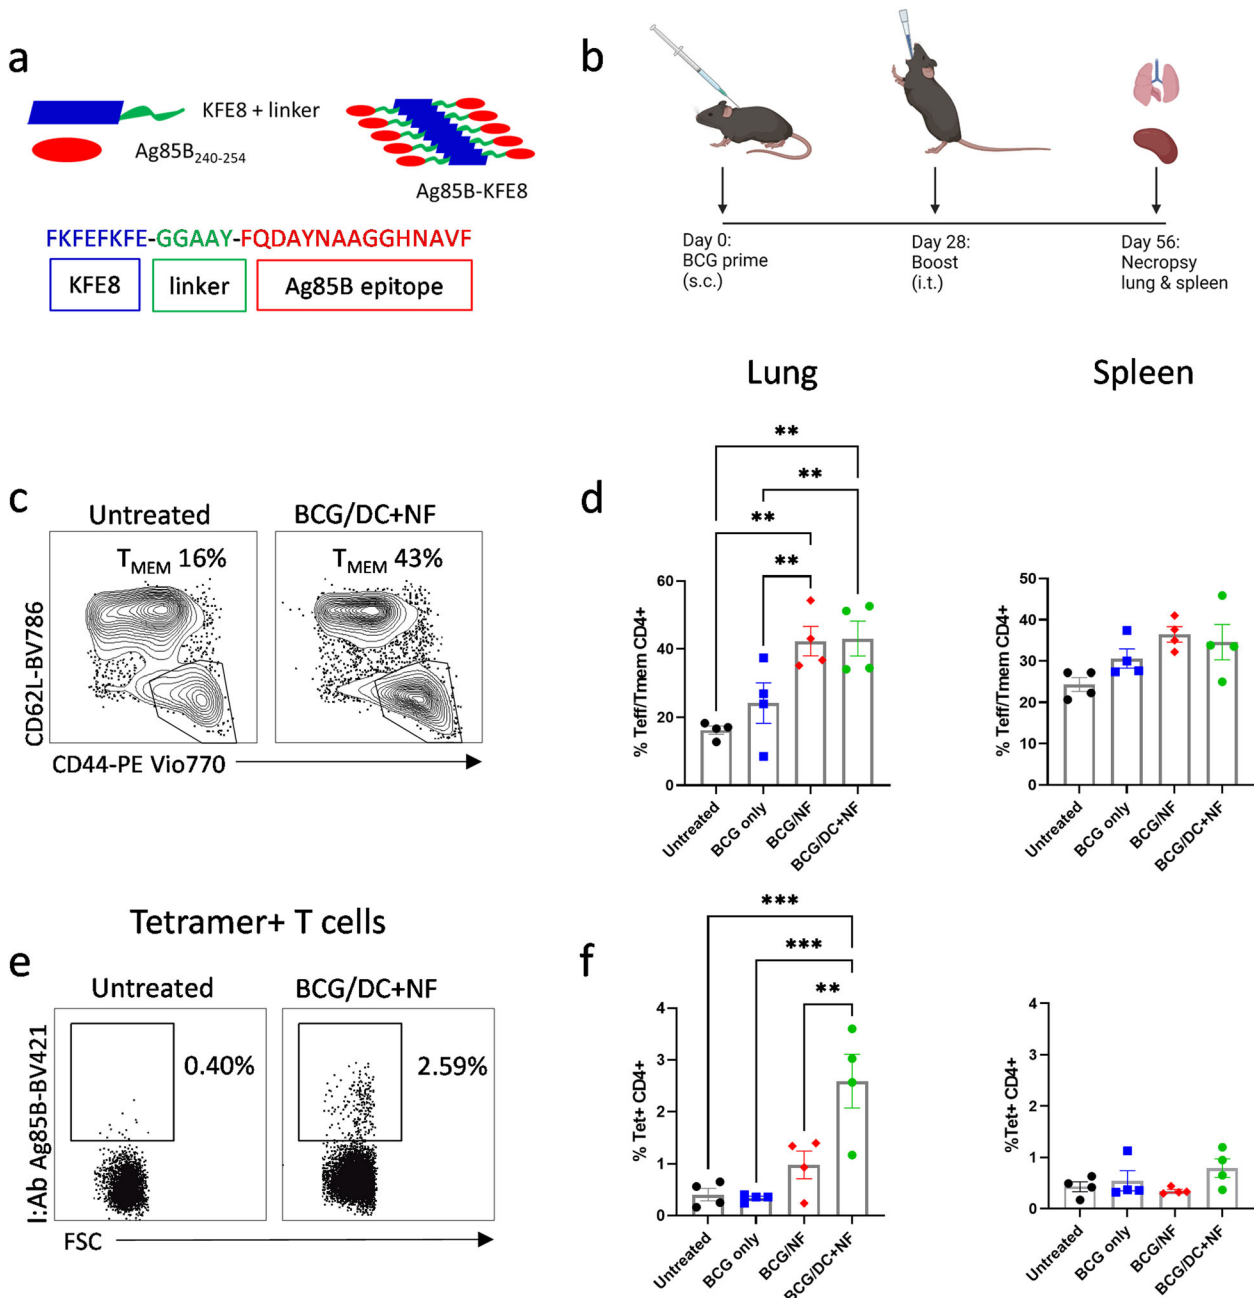 a
KFE8 + linker
Ag85B240-254
Ag85B-KFE8
FKFEFKFE-GGAAY-FQDAYNAAGGHNAVF
KFE8
linker
Ag85B epitope
b
Day 0:
BCG prime
(s.c.)
Day 28:
Boost
(i.t.)
Day 56:
Necropsy
lung & spleen
Lung
Spleen
c
Untreated
BCG/DC+NF
TMEM 16%
TMEM 43%
CD62L-BV786
CD44-PE Vio770
d
**
**
**
**
% Teff/Tmem CD4+
60
40
20
0
Untreated
BCG only
BCG/NF
BCG/DC+NF
% Teff/Tmem CD4+
50
40
30
20
10
0
Untreated
BCG only
BCG/NF
BCG/DC+NF
Tetramer+ T cells
e
Untreated
BCG/DC+NF
0.40%
2.59%
I:Ab Ag85B-BV421
FSC
f
***
***
**
% Tet+ CD4+
4
3
2
1
0
Untreated
BCG only
BCG/NF
BCG/DC+NF
%Tet+ CD4+
4
3
2
1
0
Untreated
BCG only
BCG/NF
BCG/DC+NF